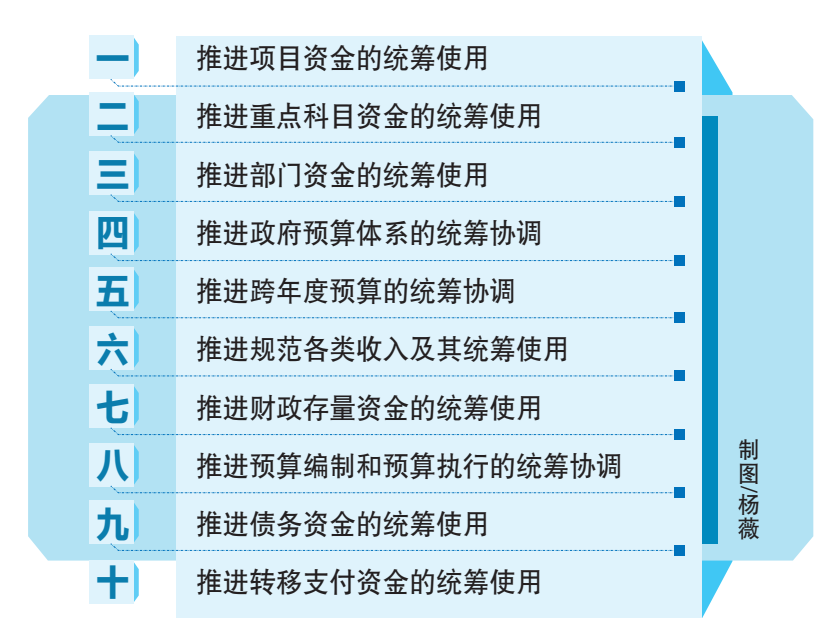 一 推进项目资金的统筹使用
二 推进重点科目资金的统筹使用
三 推进部门资金的统筹使用
四 推进政府预算体系的统筹协调
五 推进跨年度预算的统筹协调
六 推进规范各类收入及其统筹使用
七 推进财政存量资金的统筹使用
八 推进预算编制和预算执行的统筹协调
九 推进债务资金的统筹使用
十 推进转移支付资金的统筹使用
制图/杨薇